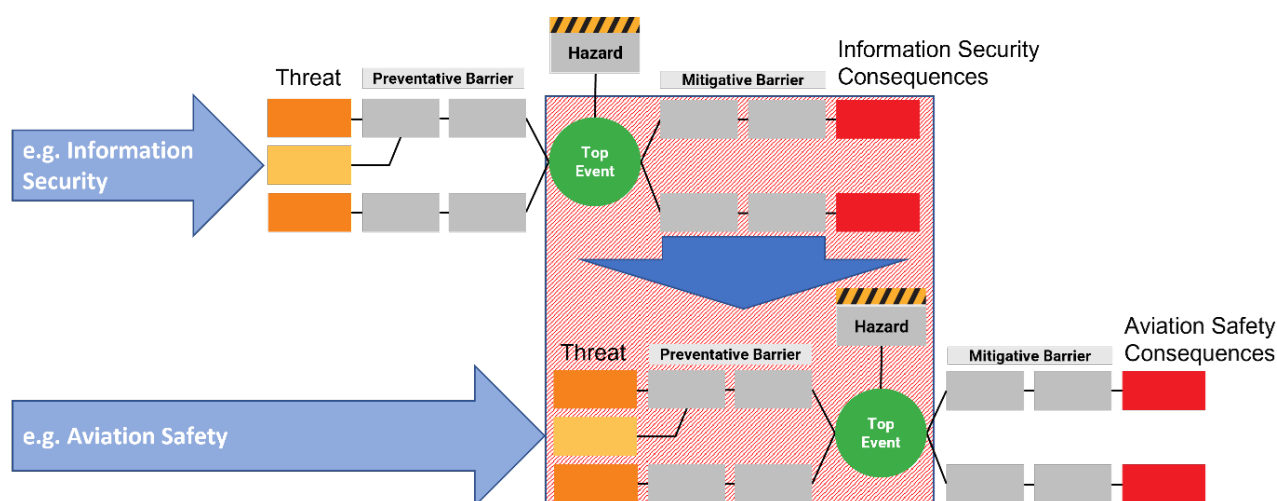 Hazard
Information Security
Consequences
Threat
Preventative Barrier
Mitigative Barrier
e.g. Information
Security
Top
Event
Hazard
Aviation Safety
Consequences
Threat
Preventative Barrier
Mitigative Barrier
e.g. Aviation Safety
Top
Event